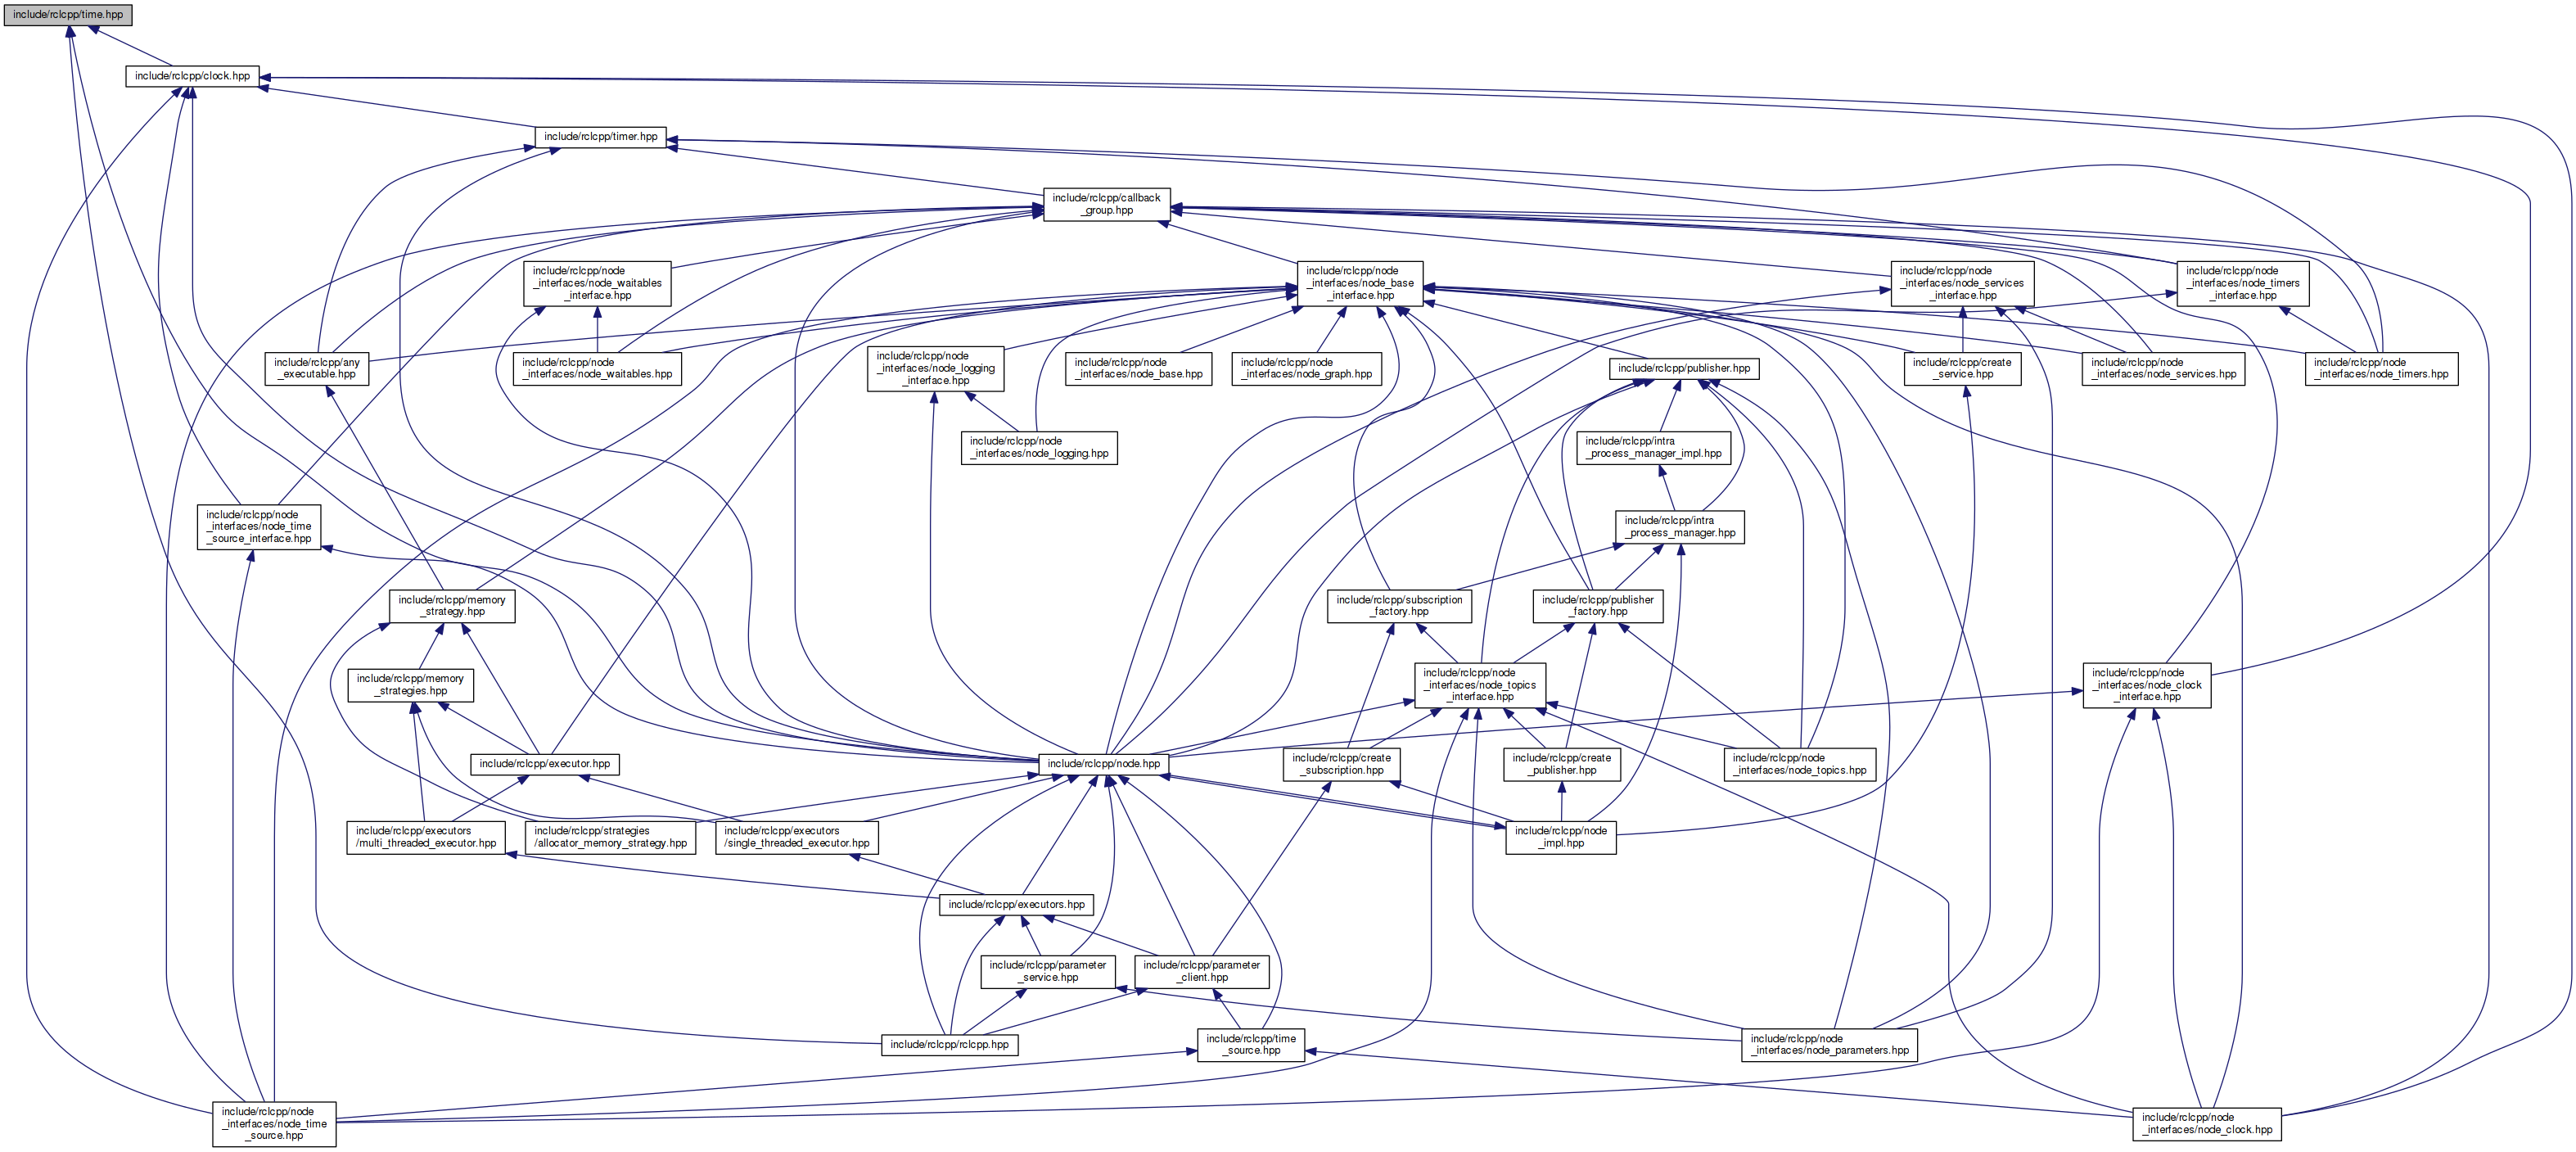 include/rclcpp/time.hpp
include/rclcpp/clock.hpp
include/rclcpp/timer.hpp
include/rclcpp/callback
_group.hpp
include/rclcpp/node
_interfaces/node_waitables
_interface.hpp
include/rclcpp/node
_interfaces/node_base
_interface.hpp
include/rclcpp/node
_interfaces/node_services
_interface.hpp
include/rclcpp/node
_interfaces/node_timers
_interface.hpp
include/rclcpp/any
_executable.hpp
include/rclcpp/node
_interfaces/node_waitables.hpp
include/rclcpp/node
_interfaces/node_logging
_interface.hpp
include/rclcpp/node
_interfaces/node_base.hpp
include/rclcpp/node
_interfaces/node_graph.hpp
include/rclcpp/publisher.hpp
include/rclcpp/create
_service.hpp
include/rclcpp/node
_interfaces/node_services.hpp
include/rclcpp/node
_interfaces/node_timers.hpp
include/rclcpp/node
_interfaces/node_logging.hpp
include/rclcpp/intra
_process_manager_impl.hpp
include/rclcpp/node
_interfaces/node_time
_source_interface.hpp
include/rclcpp/intra
_process_manager.hpp
include/rclcpp/memory
_strategy.hpp
include/rclcpp/subscription
_factory.hpp
include/rclcpp/publisher
_factory.hpp
include/rclcpp/memory
_strategies.hpp
include/rclcpp/node
_interfaces/node_topics
_interface.hpp
include/rclcpp/node
_interfaces/node_clock
_interface.hpp
include/rclcpp/executor.hpp
include/rclcpp/node.hpp
include/rclcpp/create
_subscription.hpp
include/rclcpp/create
_publisher.hpp
include/rclcpp/node
_interfaces/node_topics.hpp
include/rclcpp/executors
/multi_threaded_executor.hpp
include/rclcpp/strategies
/allocator_memory_strategy.hpp
include/rclcpp/executors
/single_threaded_executor.hpp
include/rclcpp/node
_impl.hpp
include/rclcpp/executors.hpp
include/rclcpp/parameter
_service.hpp
include/rclcpp/parameter
_client.hpp
include/rclcpp/rclcpp.hpp
include/rclcpp/time
_source.hpp
include/rclcpp/node
_interfaces/node_parameters.hpp
include/rclcpp/node
_interfaces/node_time
_source.hpp
include/rclcpp/node
_interfaces/node_clock.hpp